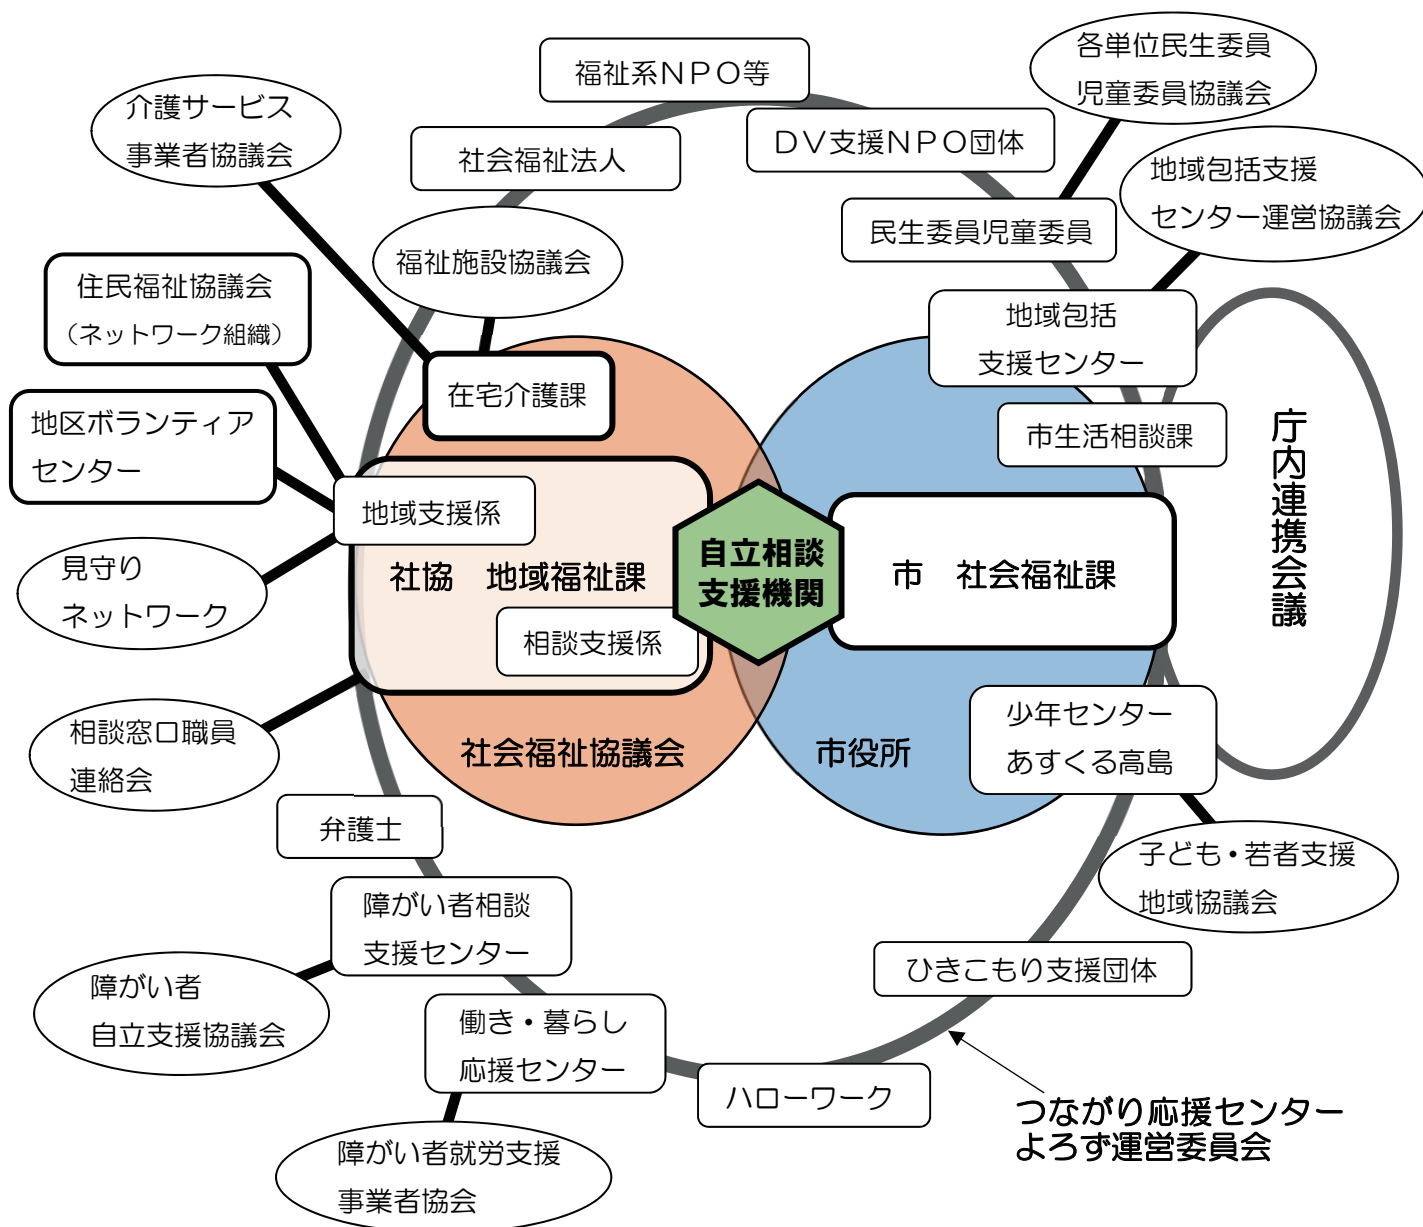 福祉系NPO等
各単位民生委員
児童委員協議会
介護サービス
事業者協議会
社会福祉法人
DV支援NPO団体
地域包括支援
センター運営協議会
民生委員児童委員
福祉施設協議会
住民福祉協議会
（ネットワーク組織）
地域包括
支援センター
在宅介護課
地区ボランティア
センター
市生活相談課
庁内連携会議
地域支援係
社協　地域福祉課
自立相談
支援機関
市　社会福祉課
見守り
ネットワーク
相談支援係
相談窓口職員
連絡会
社会福祉協議会
市役所
少年センター
あすくる高島
弁護士
子ども・若者支援
地域協議会
障がい者相談
支援センター
ひきこもり支援団体
障がい者
自立支援協議会
働き・暮らし
応援センター
ハローワーク
つながり応援センター
よろず運営委員会
障がい者就労支援
事業者協会